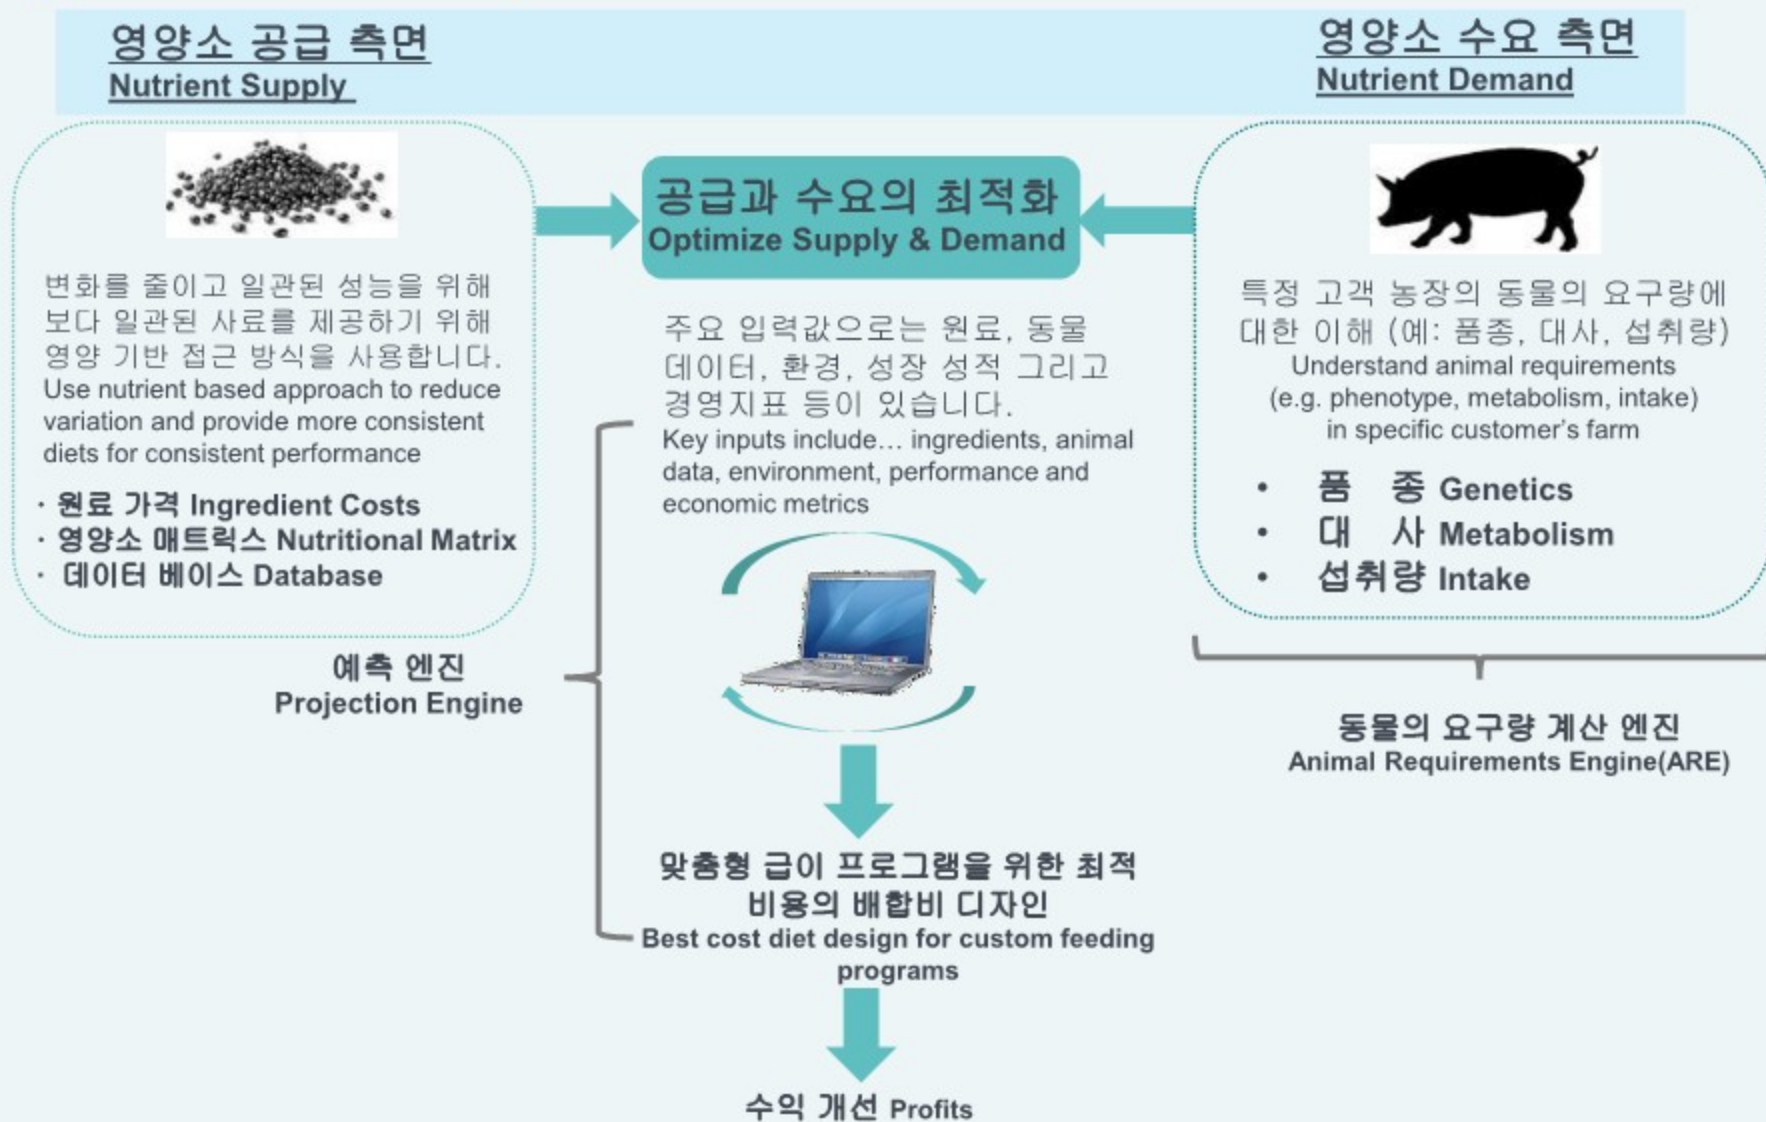 영양소 공급 측면
Nutrient Supply
영양소 수요 측면
Nutrient Demand
변화를 줄이고 일관된 성능을 위해
보다 일관된 사료를 제공하기 위해
영양 기반 접근 방식을 사용합니다.
Use nutrient based approach to reduce
variation and provide more consistent
diets for consistent performance
· 원료 가격 Ingredient Costs
· 영양소 매트릭스 Nutritional Matrix
· 데이터 베이스 Database
공급과 수요의 최적화
Optimize Supply & Demand
주요 입력값으로는 원료, 동물
데이터, 환경, 성장 성적 그리고
경영지표 등이 있습니다.
Key inputs include... ingredients, animal
data, environment, performance and
economic metrics
특정 고객 농장의 동물의 요구량에
대한 이해 (예: 품종, 대사, 섭취량)
Understand animal requirements
(e.g. phenotype, metabolism, intake)
in specific customer's farm
• 품 종 Genetics
• 대 사 Metabolism
• 섭취량 Intake
예측 엔진
Projection Engine
동물의 요구량 계산 엔진
Animal Requirements Engine(ARE)
맞춤형 급이 프로그램을 위한 최적
비용의 배합비 디자인
Best cost diet design for custom feeding
programs
수익 개선 Profits